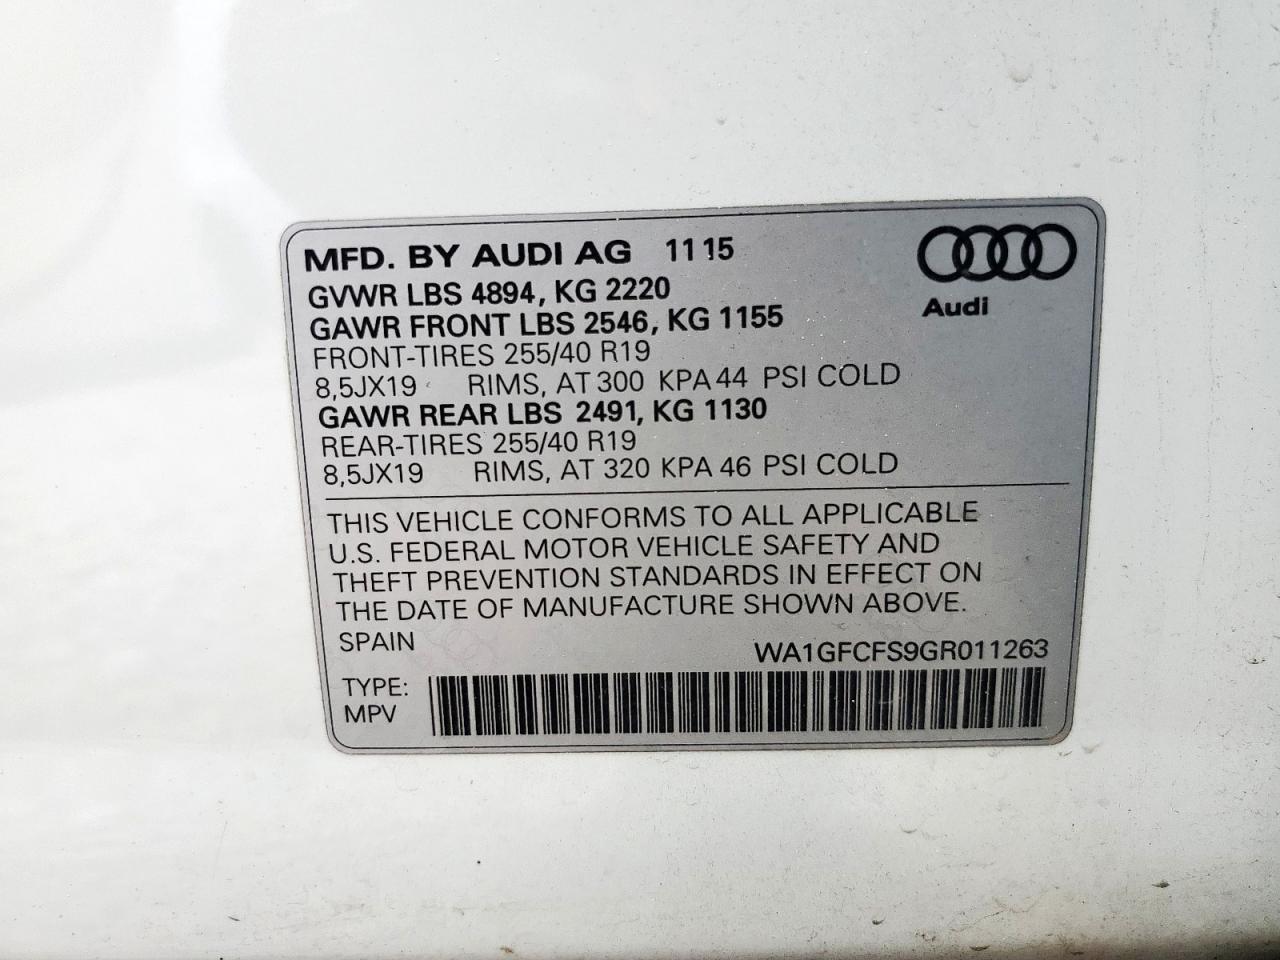 MFD. BY AUDI AG 11 15
GVWR LBS 4894, KG 2220
GAWR FRONT LBS 2546, KG 1155
FRONT-TIRES 255/40 R19
8,5JX19 RIMS, AT 300 KPA 44 PSI COLD
GAWR REAR LBS 2491, KG 1130
REAR-TIRES 255/40 R19
8,5JX19 RIMS, AT 320 KPA 46 PSI COLD
Audi
THIS VEHICLE CONFORMS TO ALL APPLICABLE
U.S. FEDERAL MOTOR VEHICLE SAFETY AND
THEFT PREVENTION STANDARDS IN EFFECT ON
THE DATE OF MANUFACTURE SHOWN ABOVE.
SPAIN
WA1GFCFS9GR011263
TYPE:
MPV